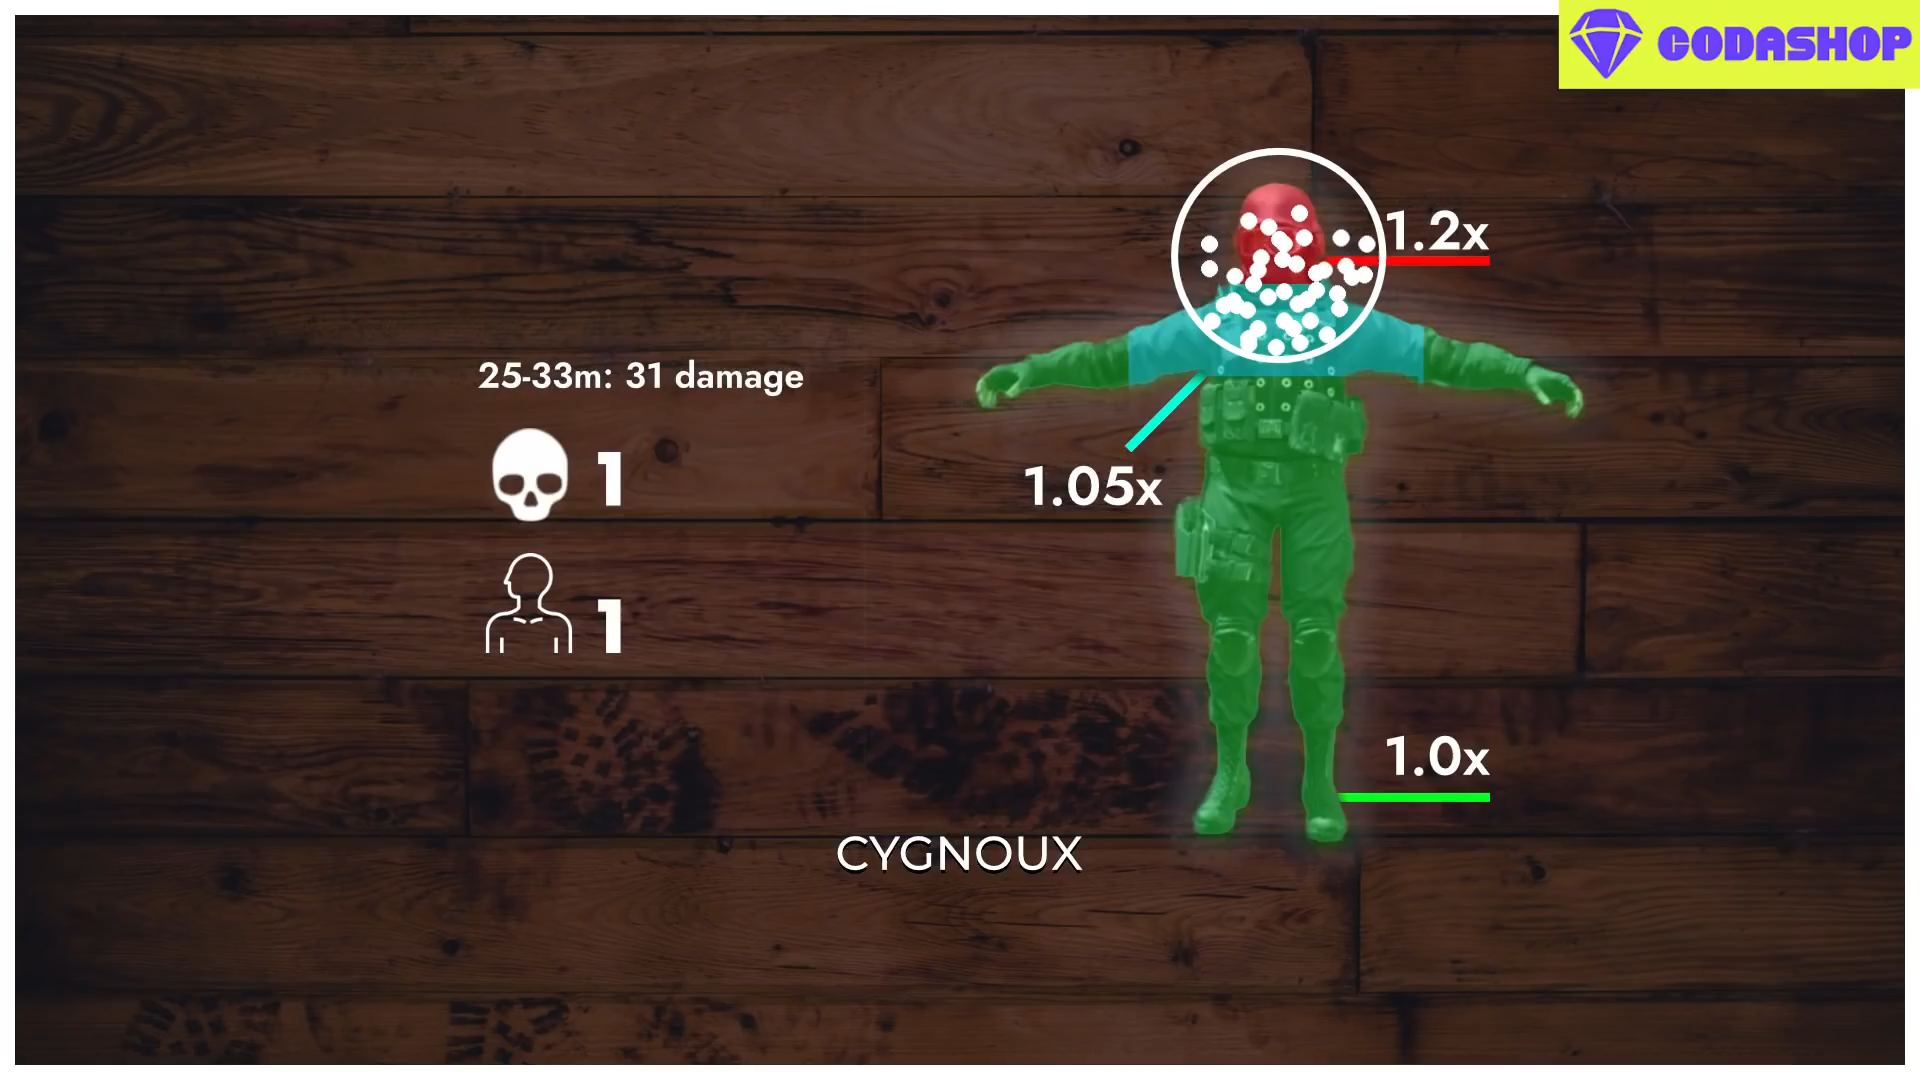 CODASHOP
1.2x
25-33m: 31 damage
1
1.05x
1
1.0x
CYGNOUX